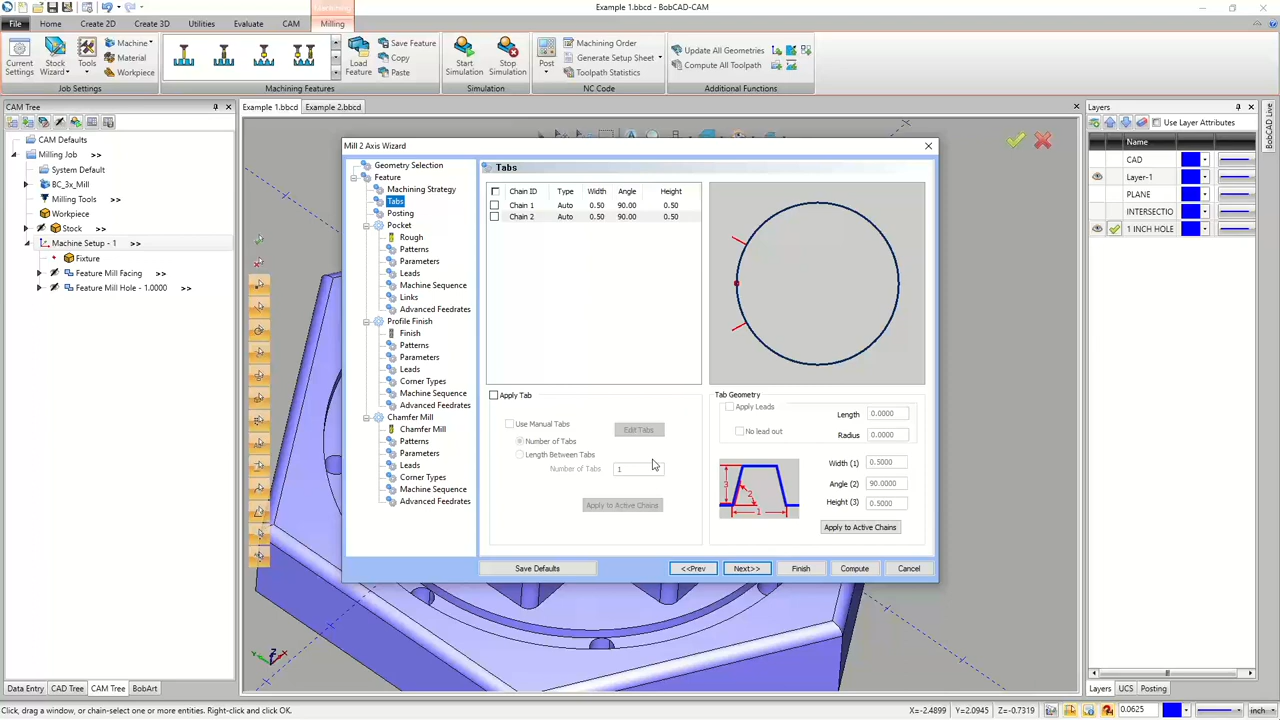 Example 1.bbcd - BobCAD-CAM
Machining
File Home Create 2D Create 3D Utilities Evaluate CAM Milling
Current Settings Stock Wizard Tools Machine Material Workpiece
Load Feature Save Feature Copy Paste
Start Simulation Stop Simulation
Post Machining Order Generate Setup Sheet Toolpath Statistics
Update All Geometries Compute All Toolpath
Job Settings Machining Features Simulation NC Code Additional Functions
CAM Tree
Example 1.bbcd Example 2.bbcd
CAM Defaults
Milling Job >>
System Default
BC_3x_Mill
Milling Tools >>
Workpiece
Stock
Machine Setup - 1 >>
Fixture
Feature Mill Facing >>
Feature Mill Hole - 1.0000 >>
Mill 2 Axis Wizard
Geometry Selection
Feature
Machining Strategy
Tabs
Posting
Pocket
Rough
Patterns
Parameters
Leads
Machine Sequence
Links
Advanced Feedrates
Profile Finish
Finish
Patterns
Parameters
Leads
Corner Types
Machine Sequence
Advanced Feedrates
Chamfer Mill
Chamfer Mill
Patterns
Parameters
Leads
Corner Types
Machine Sequence
Advanced Feedrates
Tabs
Chain ID Type Width Angle Height
Chain 1 Auto 0.50 90.00 0.50
Chain 2 Auto 0.50 90.00 0.50
Apply Tab
Use Manual Tabs Edit Tabs
Number of Tabs
Length Between Tabs
Number of Tabs 1
Apply to Active Chains
Tab Geometry
Apply Leads
No lead out
Length 0.0000
Radius 0.0000
Width (1) 0.5000
Angle (2) 90.0000
Height (3) 0.5000
3 2 1
Apply to Active Chains
Save Defaults <<Prev Next>> Finish Compute Cancel
Layers
Use Layer Attributes
Name
CAD
Layer-1
PLANE
INTERSECTIO
1 INCH HOLE
BobCAD Live
Y Z X
Data Entry CAD Tree CAM Tree BobArt
Layers UCS Posting
Click, drag a window, or chain-select one or more entities. Right-click and click OK.
X=-2.4899 Y=2.0945 Z=-0.7319 0.0625 inch